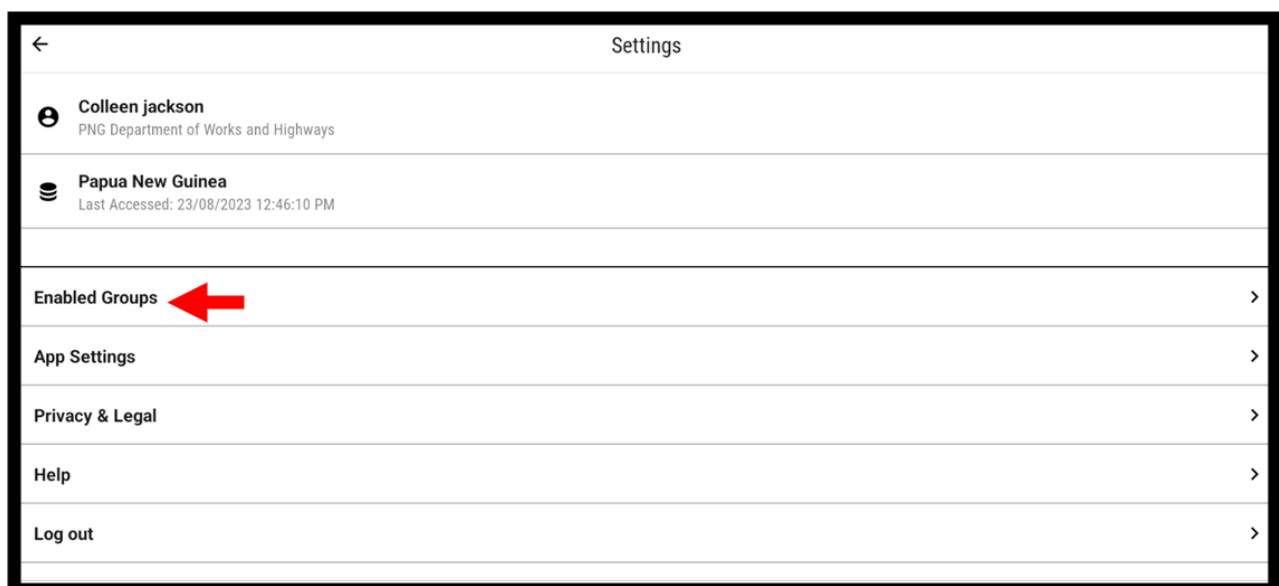 Settings
Colleen jackson
PNG Department of Works and Highways
Papua New Guinea
Last Accessed: 23/08/2023 12:46:10 PM
Enabled Groups
App Settings
Privacy & Legal
Help
Log out